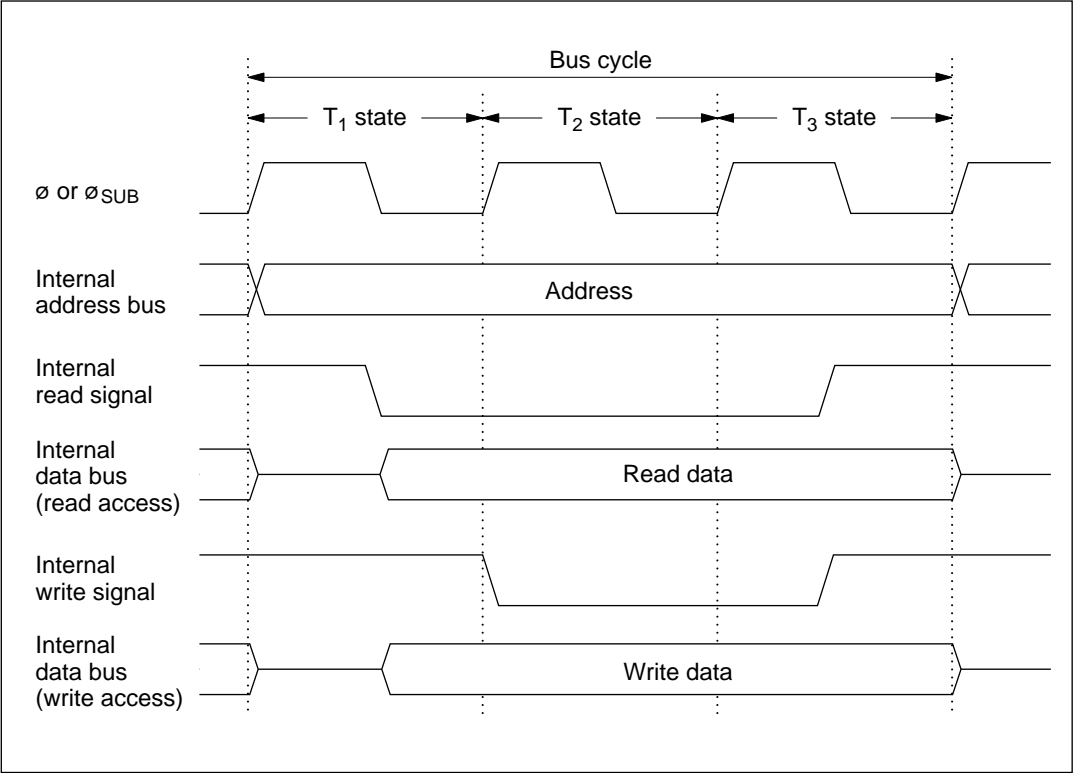 Bus cycle
T1 state
T2 state
T3 state
ø or øSUB
Internal
address bus
Address
Internal
read signal
Internal
data bus
(read access)
Read data
Internal
write signal
Internal
data bus
(write access)
Write data